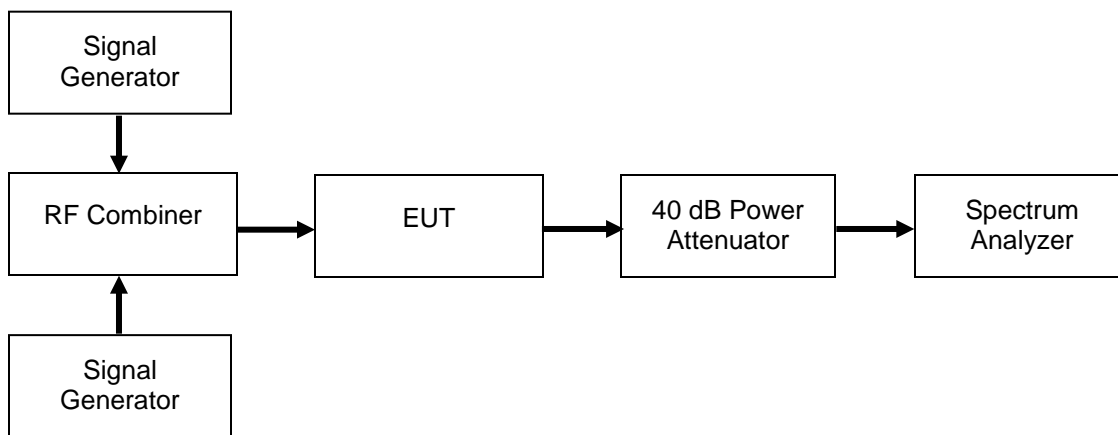 Signal
Generator
RF Combiner
EUT
40 dB Power
Attenuator
Spectrum
Analyzer
Signal
Generator